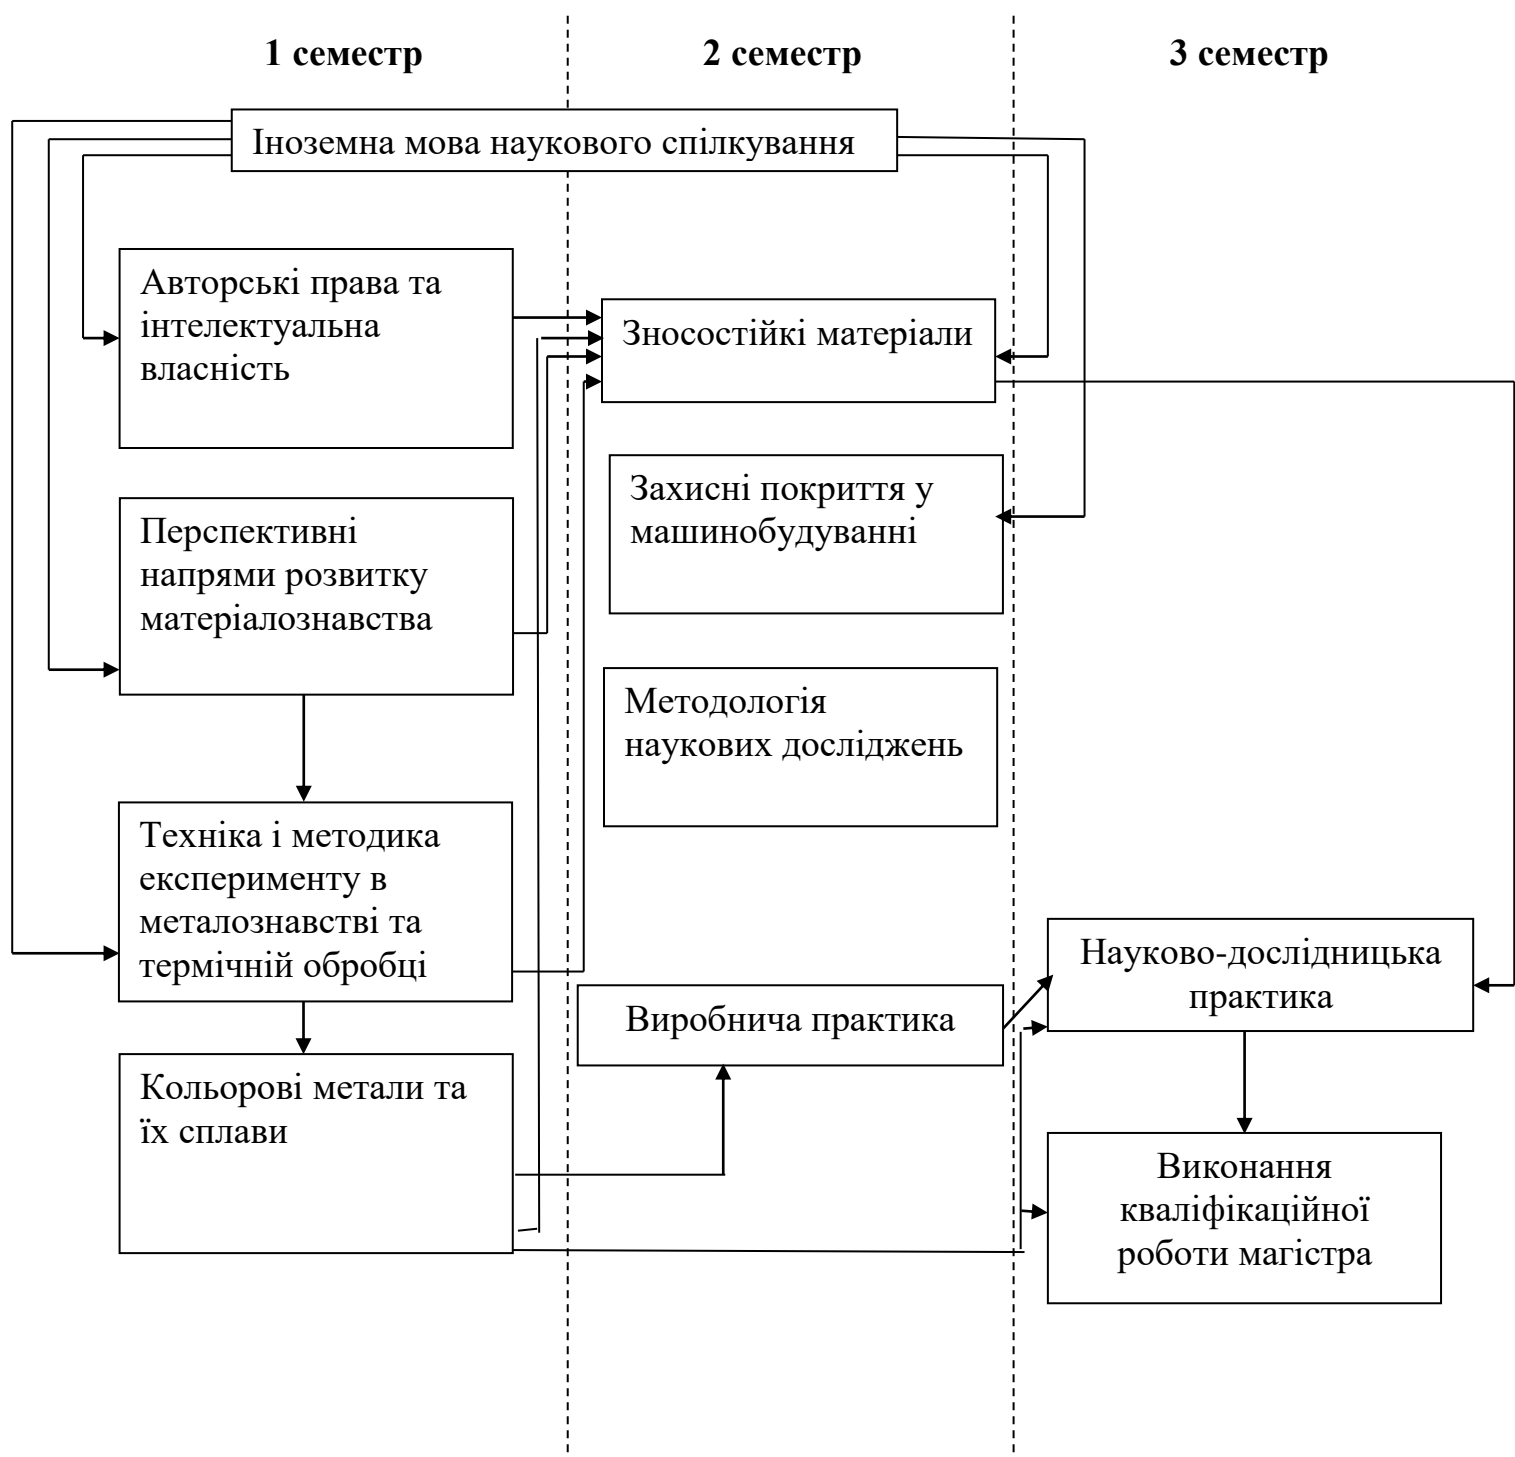 1 семестр
2 семестр
3 семестр
Іноземна мова наукового спілкування
Авторські права та
інтелектуальна
власність
Перспективні
напрями розвитку
матеріалознавства
Техніка і методика
експерименту в
металознавстві та
термічній обробці
Кольорові метали та
їх сплави
Зносостійкі матеріали
Захисні покриття у
машинобудуванні
Методологія
наукових досліджень
Виробнича практика
Науково-дослідницька
практика
Виконання
кваліфікаційної
роботи магістра